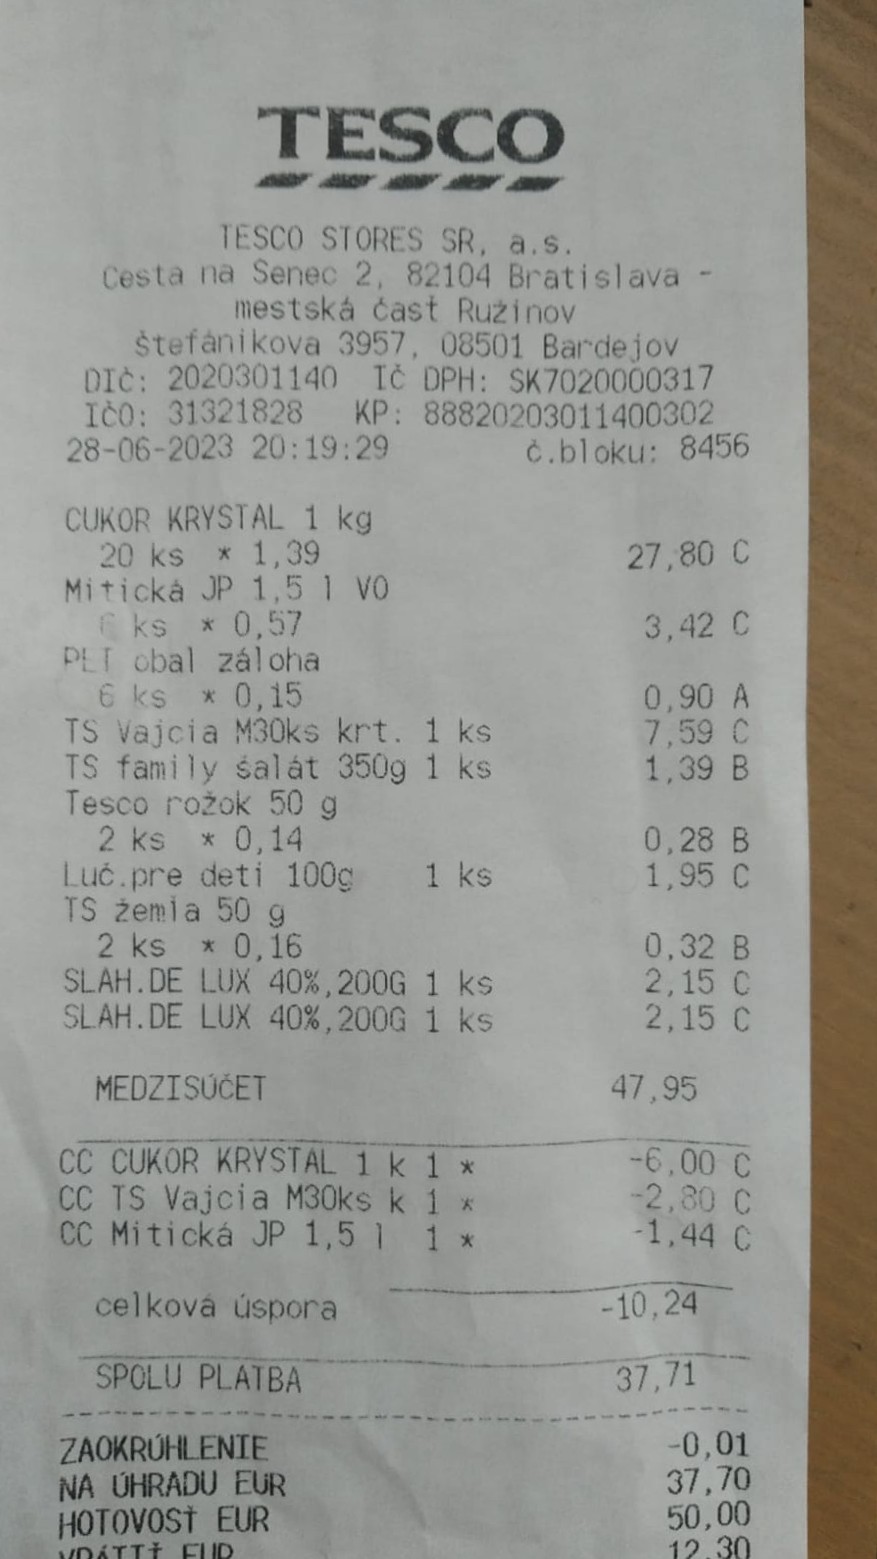 TESCO
TESCO STORES SR, a.s.
Cesta na Senec 2, 82104 Bratislava -
mestská časť Ružinov
Štefánikova 3957, 08501 Bardejov
DIČ: 2020301140 IČ DPH: SK7020000317
IČO: 31321828 KP: 88820203011400302
28-06-2023 20:19:29 č.bloku: 8456
CUKOR KRYSTAL 1 kg
20 ks * 1,39 27,80 C
Mitická JP 1,5 l VO
6 ks * 0,57 3,42 C
PET obal záloha
6 ks * 0,15 0,90 A
TS Vajcia M30ks krt. 1 ks 7,59 C
TS family šalát 350g 1 ks 1,39 B
Tesco rožok 50 g
2 ks * 0,14 0,28 B
Luč.pre deti 100g 1 ks 1,95 C
TS žemla 50 g
2 ks * 0,16 0,32 B
SLAH.DE LUX 40%,200G 1 ks 2,15 C
SLAH.DE LUX 40%,200G 1 ks 2,15 C
MEDZISÚČET 47,95
CC CUKOR KRYSTAL 1 k 1 * -6,00 C
CC TS Vajcia M30ks k 1 * -2,80 C
CC Mitická JP 1,5 l 1 * -1,44 C
celková úspora -10,24
SPOLU PLATBA 37,71
ZAOKRÚHLENIE -0,01
NA ÚHRADU EUR 37,70
HOTOVOSŤ EUR 50,00
VRÁTIŤ EUR 12,30